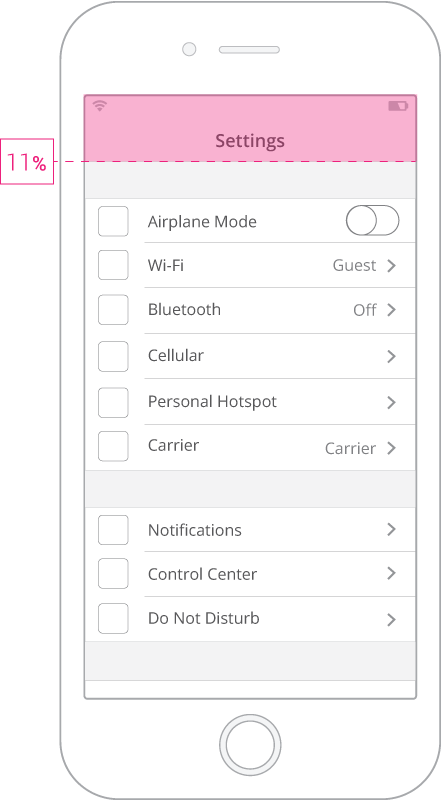 Settings
11%
Airplane Mode
Wi-Fi Guest
Bluetooth Off
Cellular
Personal Hotspot
Carrier Carrier
Notifications
Control Center
Do Not Disturb